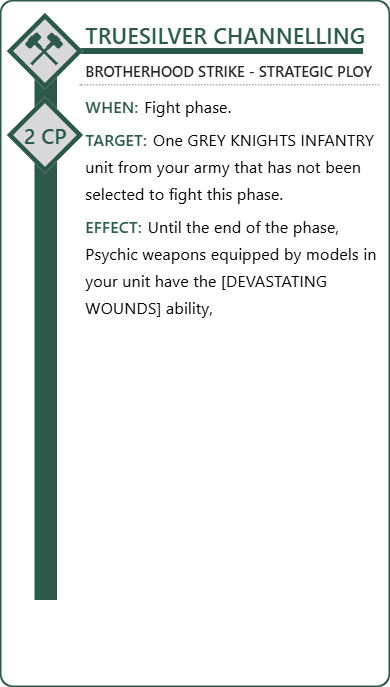 TRUESILVER CHANNELLING
BROTHERHOOD STRIKE - STRATEGIC PLOY
WHEN: Fight phase.
2 CP
TARGET: One GREY KNIGHTS INFANTRY
unit from your army that has not been
selected to fight this phase.
EFFECT: Until the end of the phase,
Psychic weapons equipped by models in
your unit have the [DEVASTATING
WOUNDS] ability,